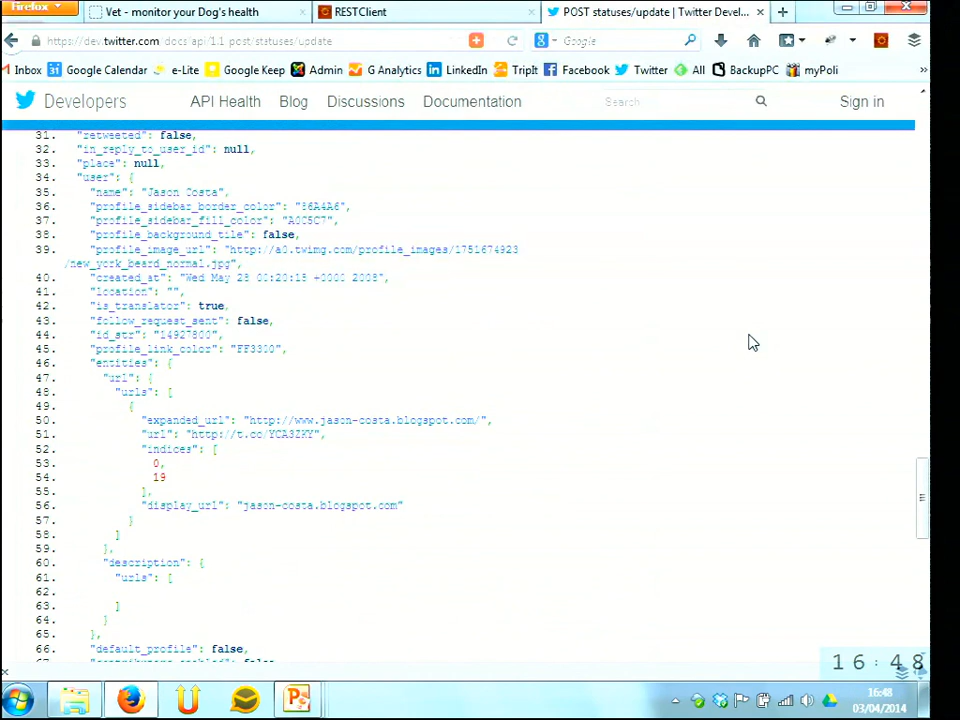 Firefox
Vet - monitor your Dog's health
RESTClient
POST statuses/update | Twitter Devel...
https://dev.twitter.com/docs/api/1.1/post/statuses/update
Google
Inbox
Google Calendar
e-Lite
Google Keep
Admin
G Analytics
LinkedIn
TripIt
Facebook
Twitter
All
BackupPC
myPoli
Developers
API Health
Blog
Discussions
Documentation
Search
Sign in
31. "retweeted": false,
32. "in_reply_to_user_id": null,
33. "place": null,
34. "user": {
35. "name": "Jason Costa",
36. "profile_sidebar_border_color": "86A4A6",
37. "profile_sidebar_fill_color": "A0C5C7",
38. "profile_background_tile": false,
39. "profile_image_url": "http://a0.twimg.com/profile_images/1751674923
/new_york_beard_normal.jpg",
40. "created_at": "Wed May 28 00:20:15 +0000 2008",
41. "location": "",
42. "is_translator": true,
43. "follow_request_sent": false,
44. "id_str": "14927800",
45. "profile_link_color": "FF3300",
46. "entities": {
47. "url": {
48. "urls": [
49. {
50. "expanded_url": "http://www.jason-costa.blogspot.com/",
51. "url": "http://t.co/YCA3ZKY",
52. "indices": [
53. 0,
54. 19
55. ],
56. "display_url": "jason-costa.blogspot.com"
57. }
58. ]
59. },
60. "description": {
61. "urls": [
62.
63. ]
64. }
65. },
66. "default_profile": false,
16:48
16:48
03/04/2014